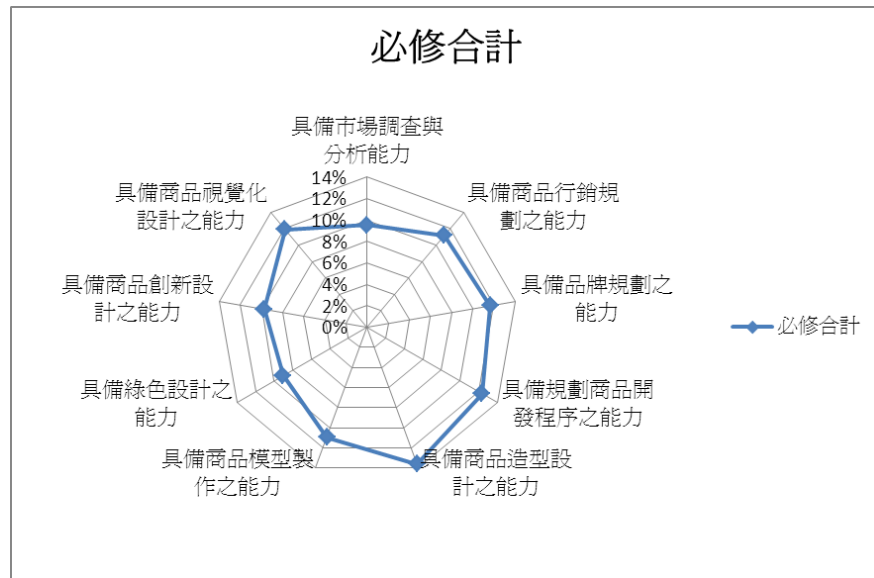 必修合計
具備市場調查與
分析能力
具備商品行銷規
劃之能力
具備品牌規劃之
能力
具備規劃商品開
發程序之能力
具備商品造型設
計之能力
具備商品模型製
作之能力
具備綠色設計之
能力
具備商品創新設
計之能力
具備商品視覺化
設計之能力
14%
12%
10%
8%
6%
4%
2%
0%
必修合計